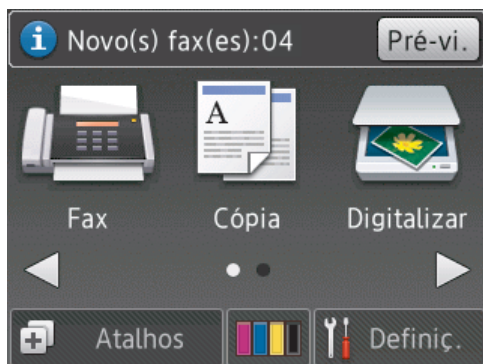 Novo(s) fax(es):04 Pré-vi.
A
Fax Cópia Digitalizar
Atalhos Definiç.